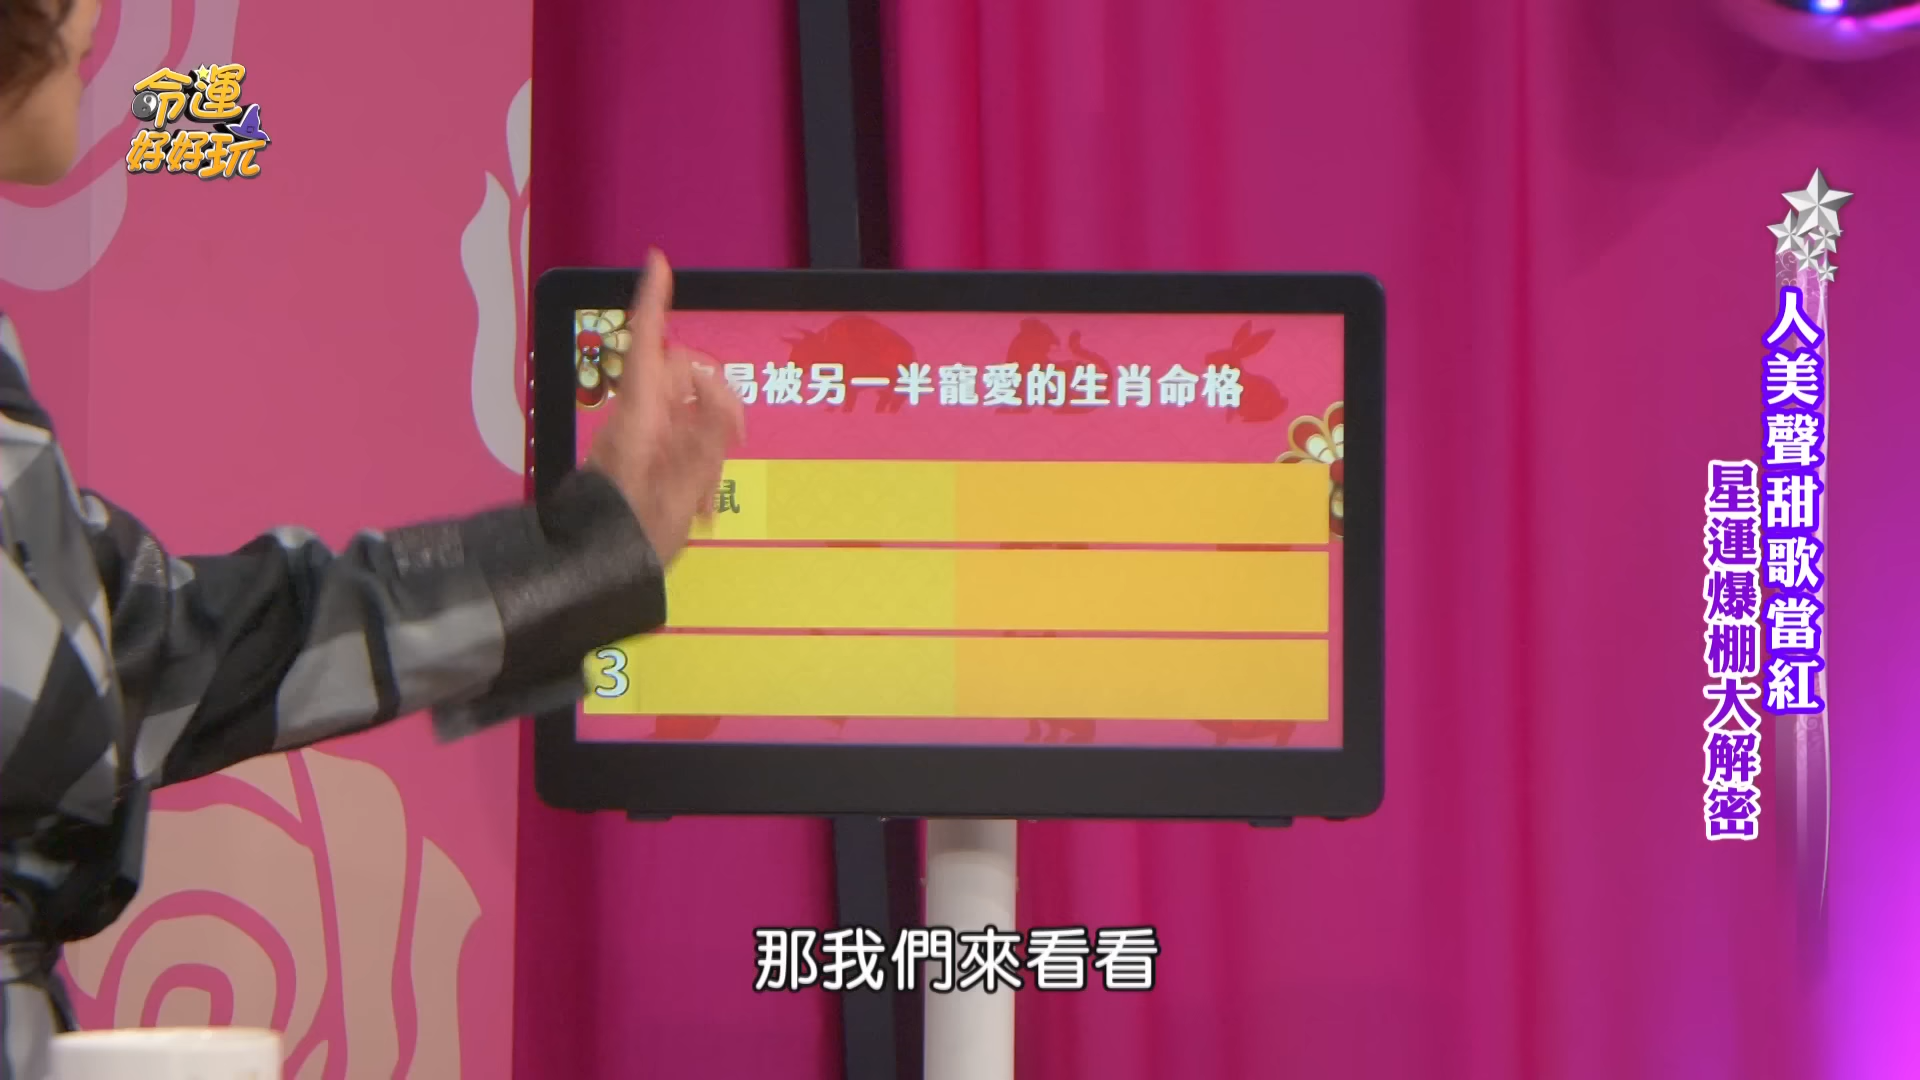 命運
好好玩
易被另一半寵愛的生肖命格
鼠
3
人美聲甜歌當紅
星運爆棚大解密
那我們來看看